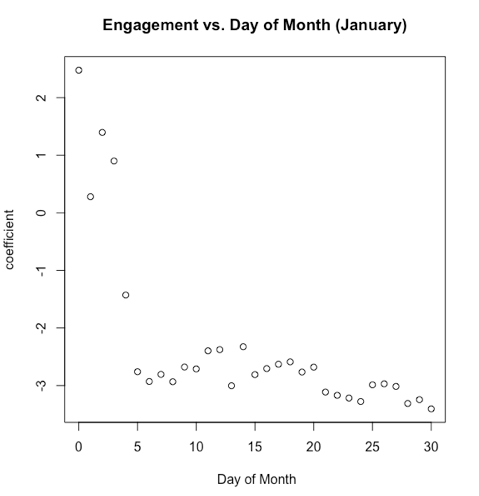 Engagement vs. Day of Month (January)
2
1
0
-1
-2
-3
coefficient
0 5 10 15 20 25 30
Day of Month